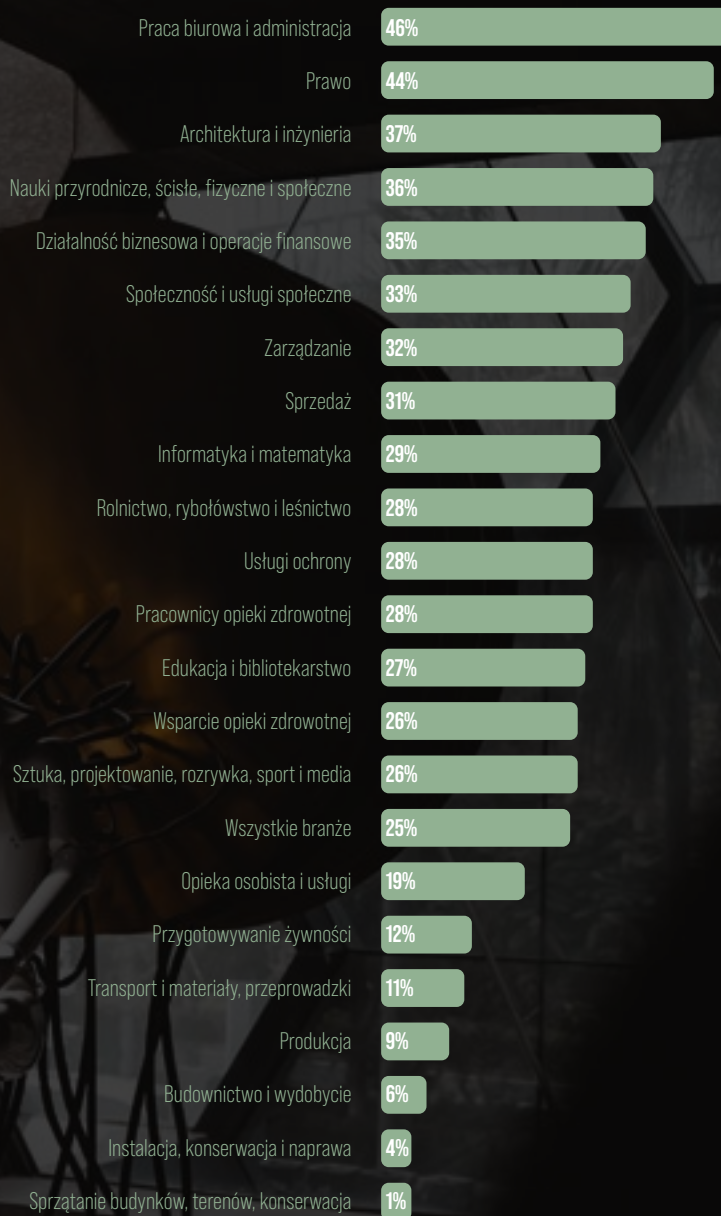 Praca biurowa i administracja 46%
Prawo 44%
Architektura i inżynieria 37%
Nauki przyrodnicze, ścisłe, fizyczne i społeczne 36%
Działalność biznesowa i operacje finansowe 35%
Społeczność i usługi społeczne 33%
Zarządzanie 32%
Sprzedaż 31%
Informatyka i matematyka 29%
Rolnictwo, rybołówstwo i leśnictwo 28%
Usługi ochrony 28%
Pracownicy opieki zdrowotnej 28%
Edukacja i bibliotekarstwo 27%
Wsparcie opieki zdrowotnej 26%
Sztuka, projektowanie, rozrywka, sport i media 26%
Wszystkie branże 25%
Opieka osobista i usługi 19%
Przygotowywanie żywności 12%
Transport i materiały, przeprowadzki 11%
Produkcja 9%
Budownictwo i wydobycie 6%
Instalacja, konserwacja i naprawa 4%
Sprzątanie budynków, terenów, konserwacja 1%